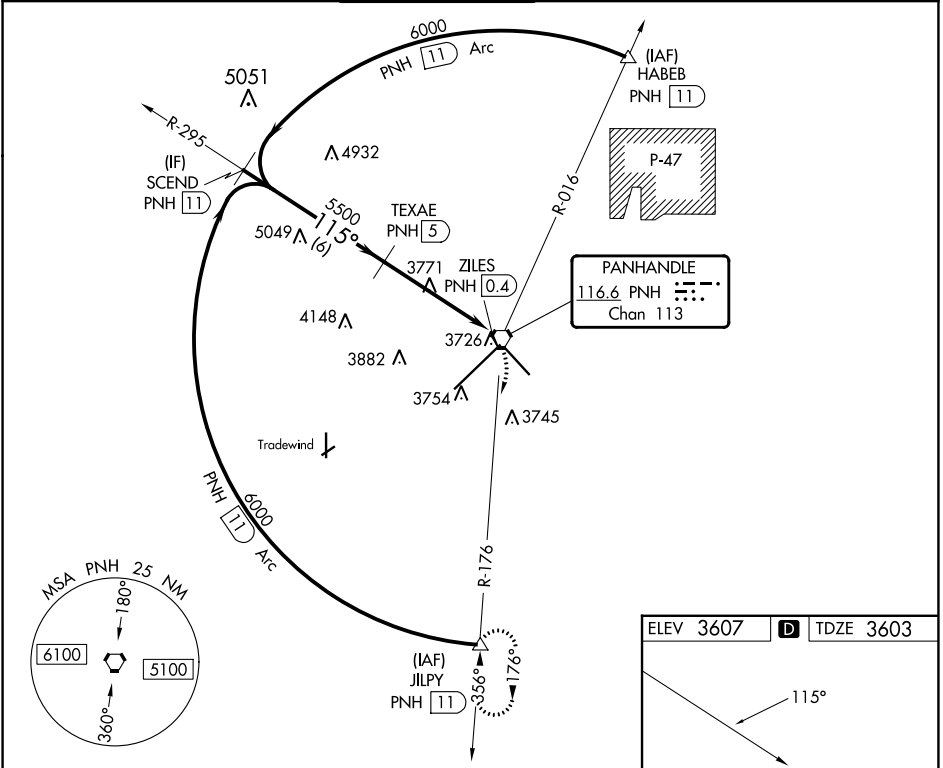 6000
PNH 11 Arc
(IAF)
HABEB
PNH 11
5051
R-295
4932
P-47
(IF)
SCEND
PNH 11
R-016
5500
115°
5049 (6)
TEXAE
PNH 5
3771
ZILES
PNH 0.4
PANHANDLE
116.6 PNH
Chan 113
4148
3726
3882
3754
3745
Tradewind
PNH 11 Arc
6000
R-176
MSA PNH 25 NM
180°
6100
5100
360°
(IAF)
JILPY
PNH 11
356°
176°
ELEV 3607 D TDZE 3603
115°